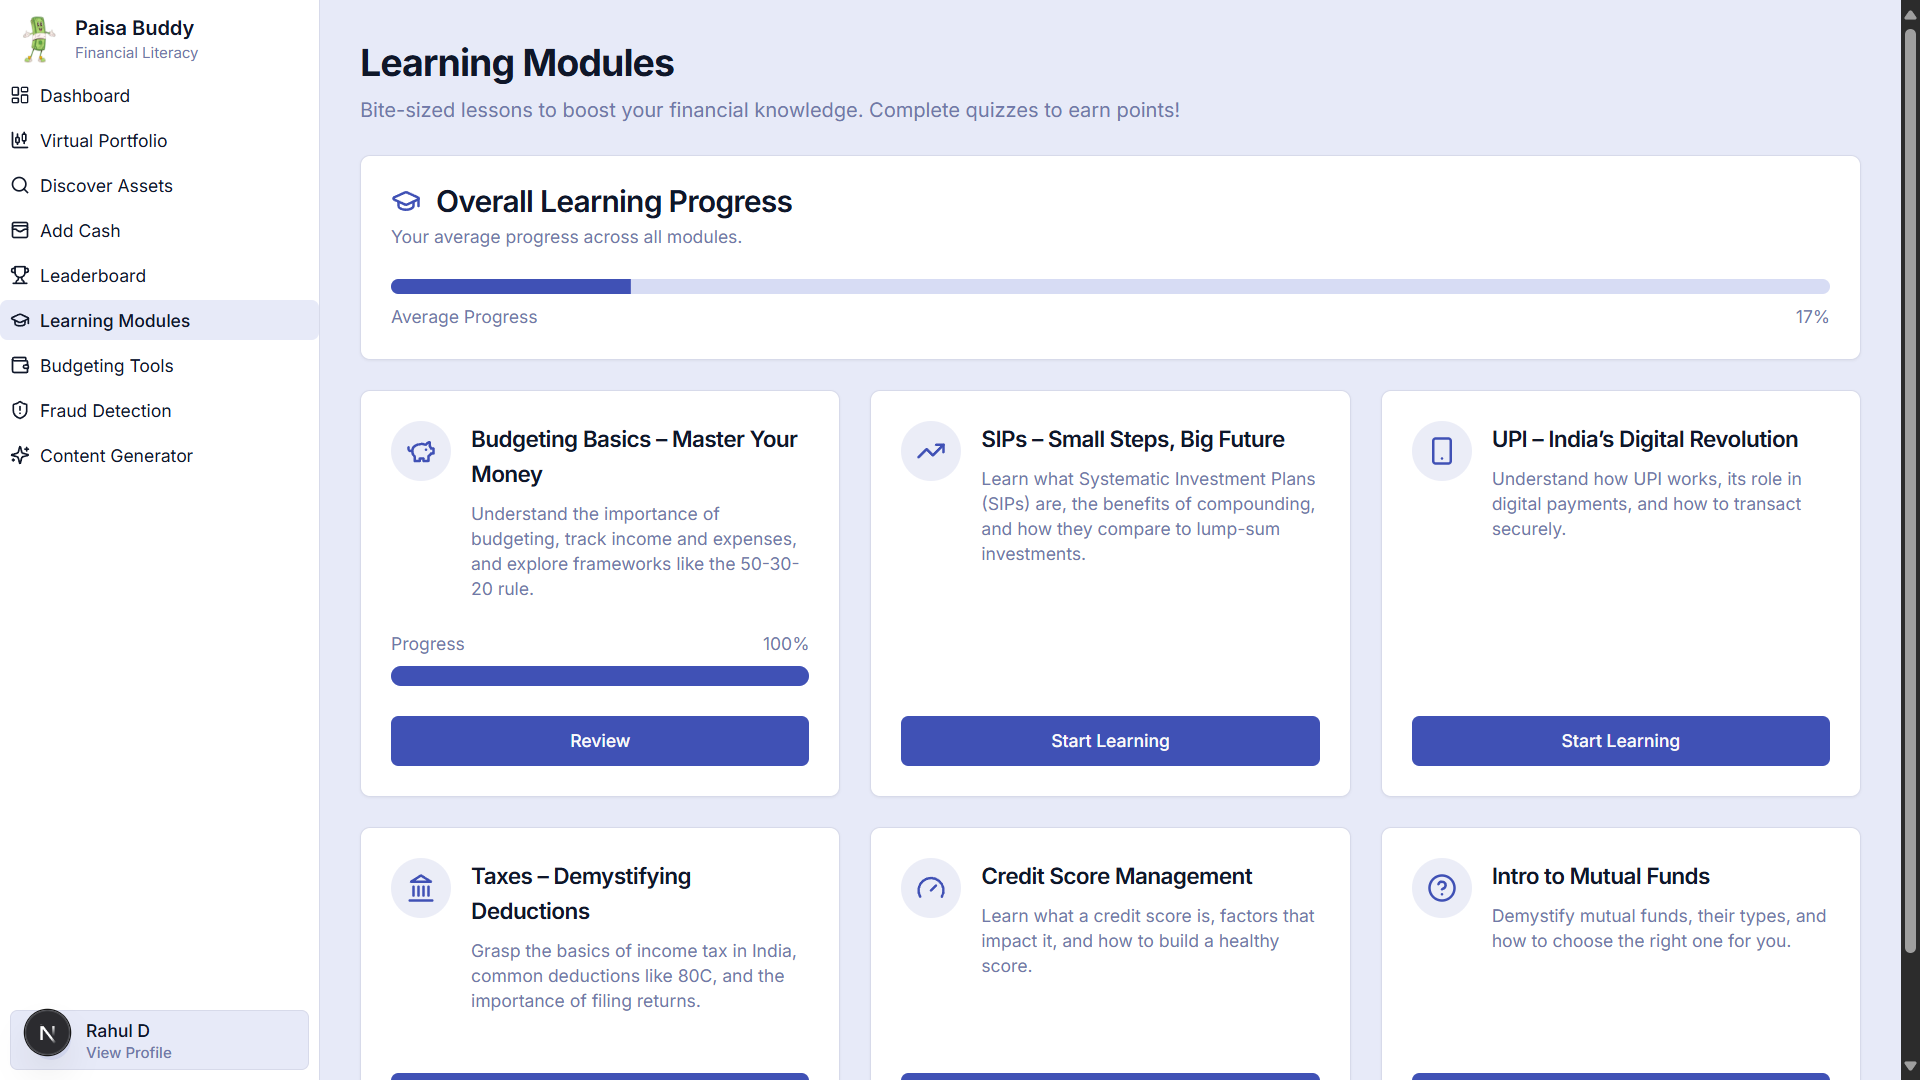 Paisa Buddy
Financial Literacy
Dashboard
Virtual Portfolio
Discover Assets
Add Cash
Leaderboard
Learning Modules
Budgeting Tools
Fraud Detection
Content Generator
N
Rahul D
View Profile
Learning Modules
Bite-sized lessons to boost your financial knowledge. Complete quizzes to earn points!
Overall Learning Progress
Your average progress across all modules.
Average Progress
17%
Budgeting Basics – Master Your
Money
Understand the importance of
budgeting, track income and expenses,
and explore frameworks like the 50-30-
20 rule.
Progress
100%
Review
SIPs – Small Steps, Big Future
Learn what Systematic Investment Plans
(SIPs) are, the benefits of compounding,
and how they compare to lump-sum
investments.
Start Learning
UPI – India’s Digital Revolution
Understand how UPI works, its role in
digital payments, and how to transact
securely.
Start Learning
Taxes – Demystifying
Deductions
Grasp the basics of income tax in India,
common deductions like 80C, and the
importance of filing returns.
Credit Score Management
Learn what a credit score is, factors that
impact it, and how to build a healthy
score.
Intro to Mutual Funds
Demystify mutual funds, their types, and
how to choose the right one for you.